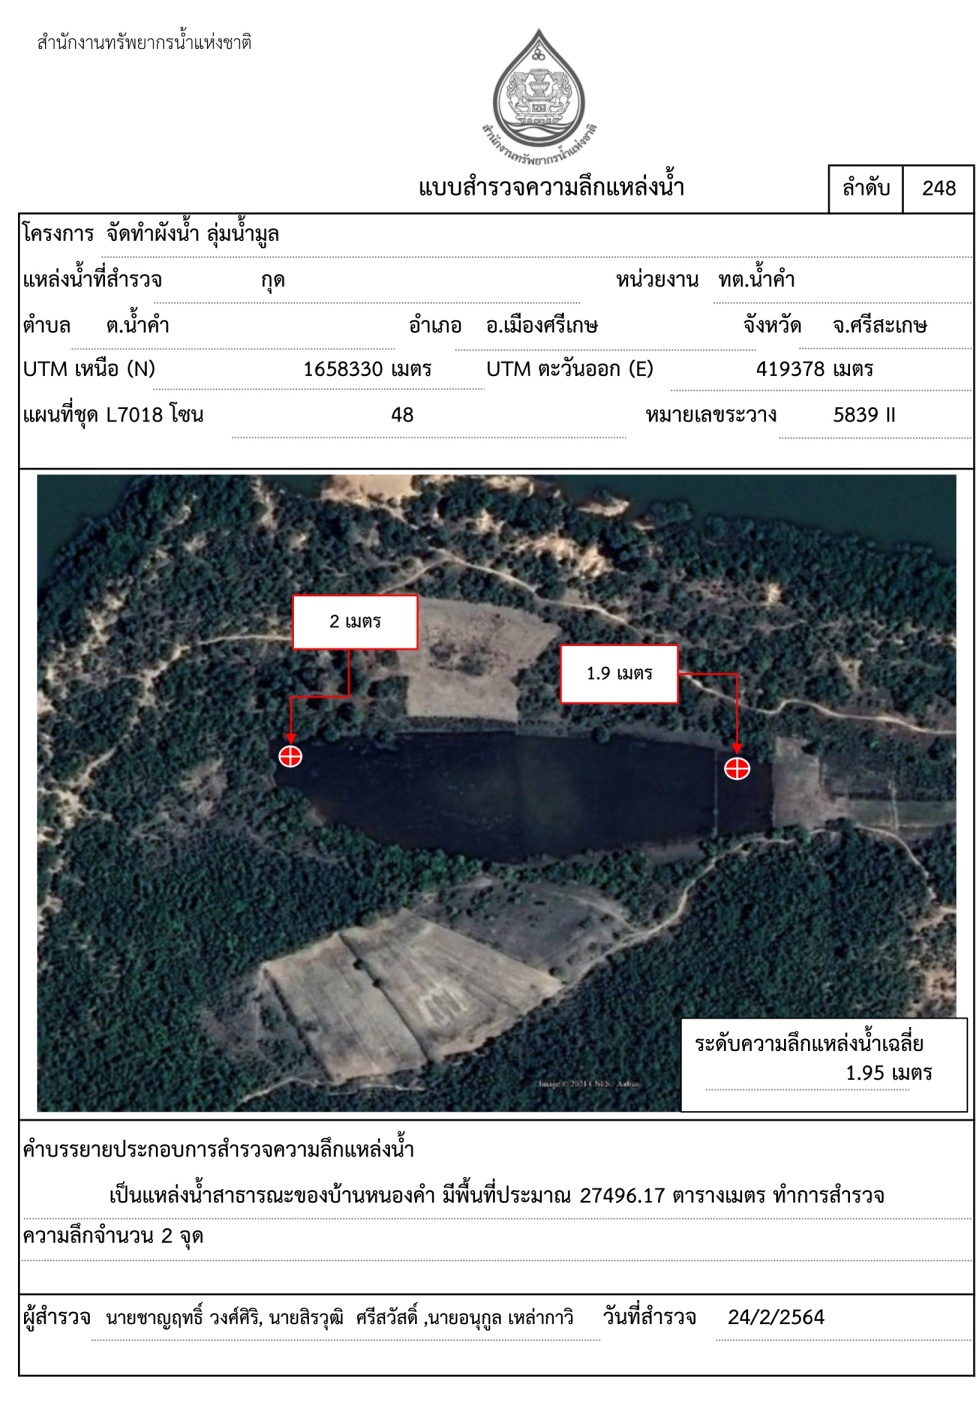 สำนักงานทรัพยากรน้ำแห่งชาติ
สำนักงานทรัพยากรน้ำแห่งชาติ
แบบสำรวจความลึกแหล่งน้ำ
ลำดับ 248
โครงการ จัดทำผังน้ำ ลุ่มน้ำมูล
แหล่งน้ำที่สำรวจ กุด หน่วยงาน ทต.น้ำคำ
ตำบล ต.น้ำคำ อำเภอ อ.เมืองศรีเกษ จังหวัด จ.ศรีสะเกษ
UTM เหนือ (N) 1658330 เมตร UTM ตะวันออก (E) 419378 เมตร
แผนที่ชุด L7018 โซน 48 หมายเลขระวาง 5839 II
2 เมตร
1.9 เมตร
Image © 2021 CNES / Airbus
ระดับความลึกแหล่งน้ำเฉลี่ย
1.95 เมตร
คำบรรยายประกอบการสำรวจความลึกแหล่งน้ำ
เป็นแหล่งน้ำสาธารณะของบ้านหนองคำ มีพื้นที่ประมาณ 27496.17 ตารางเมตร ทำการสำรวจ
ความลึกจำนวน 2 จุด
ผู้สำรวจ นายชาญฤทธิ์ วงศ์ศิริ, นายสิรวุฒิ ศรีสวัสดิ์ ,นายอนุกูล เหล่ากาวิ วันที่สำรวจ 24/2/2564